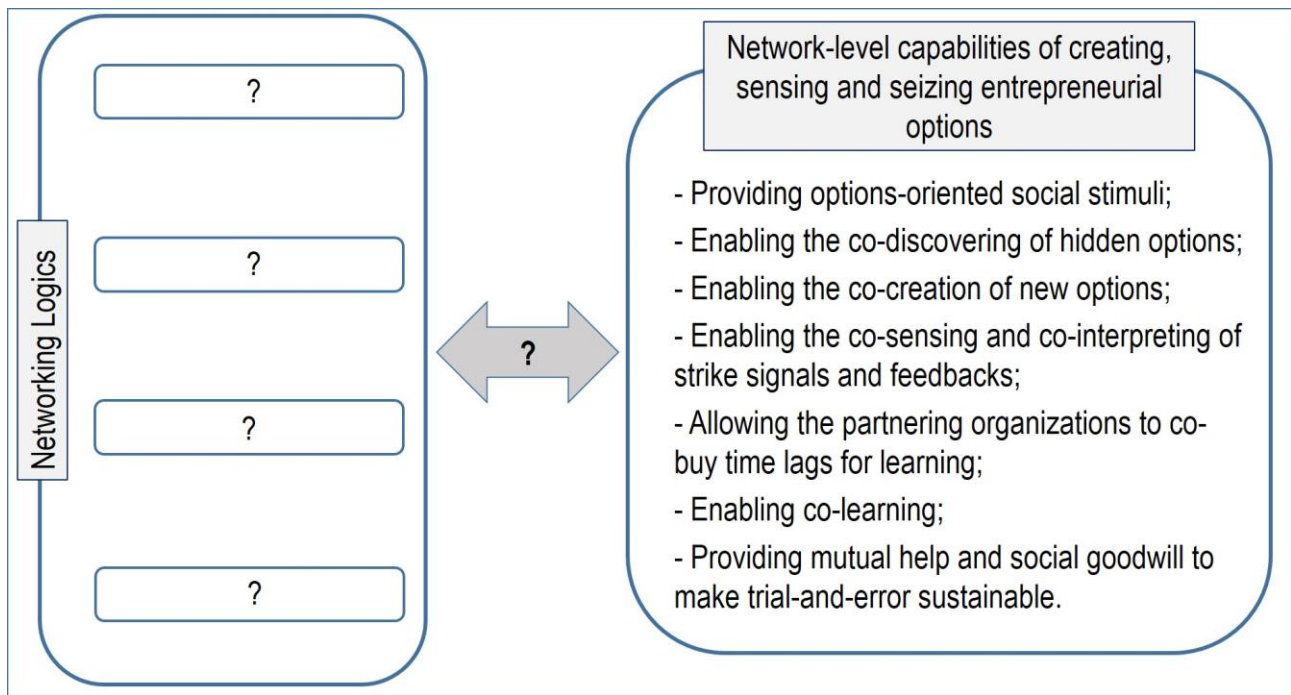 Networking Logics
?
?
?
?
?
Network-level capabilities of creating,
sensing and seizing entrepreneurial
options
- Providing options-oriented social stimuli;
- Enabling the co-discovering of hidden options;
- Enabling the co-creation of new options;
- Enabling the co-sensing and co-interpreting of
strike signals and feedbacks;
- Allowing the partnering organizations to co-
buy time lags for learning;
- Enabling co-learning;
- Providing mutual help and social goodwill to
make trial-and-error sustainable.